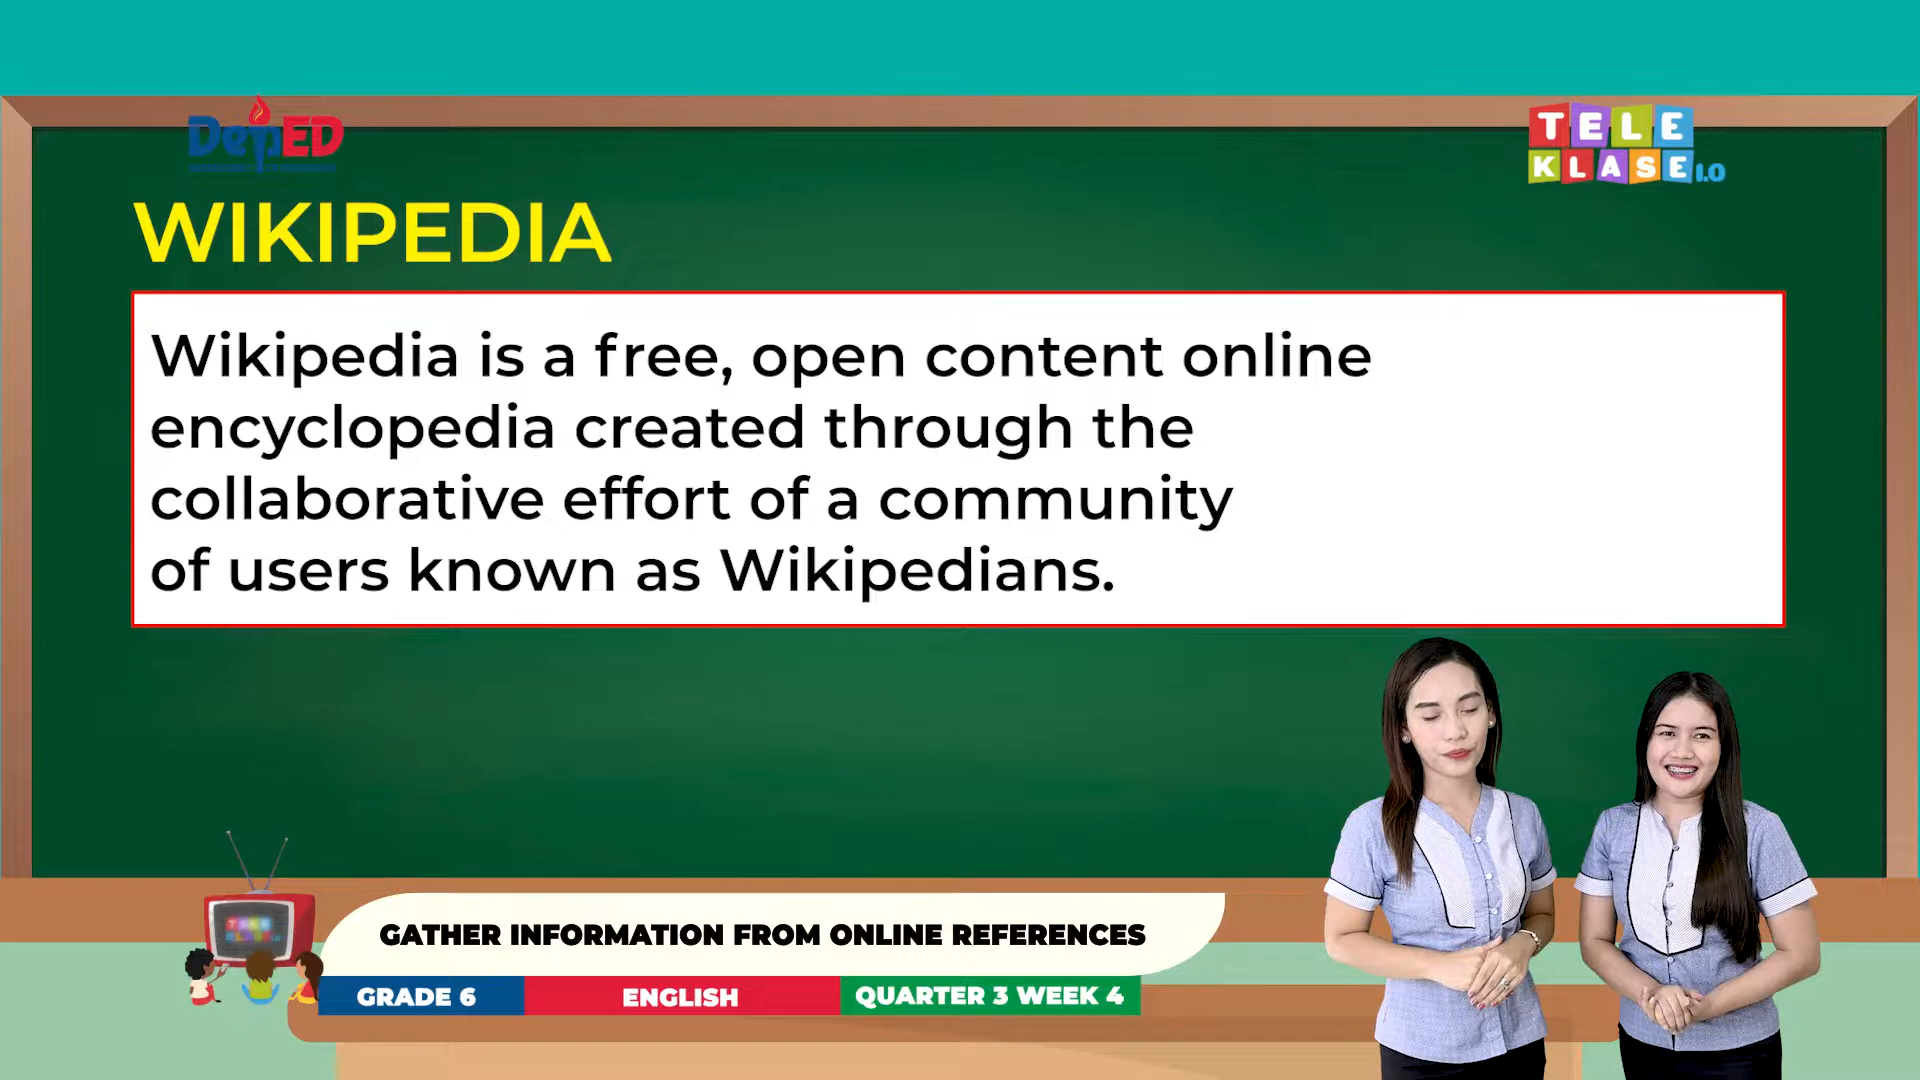 DepED
TELE
KLASE 1.0
WIKIPEDIA
Wikipedia is a free, open content online
encyclopedia created through the
collaborative effort of a community
of users known as Wikipedians.
GATHER INFORMATION FROM ONLINE REFERENCES
GRADE 6 ENGLISH QUARTER 3 WEEK 4